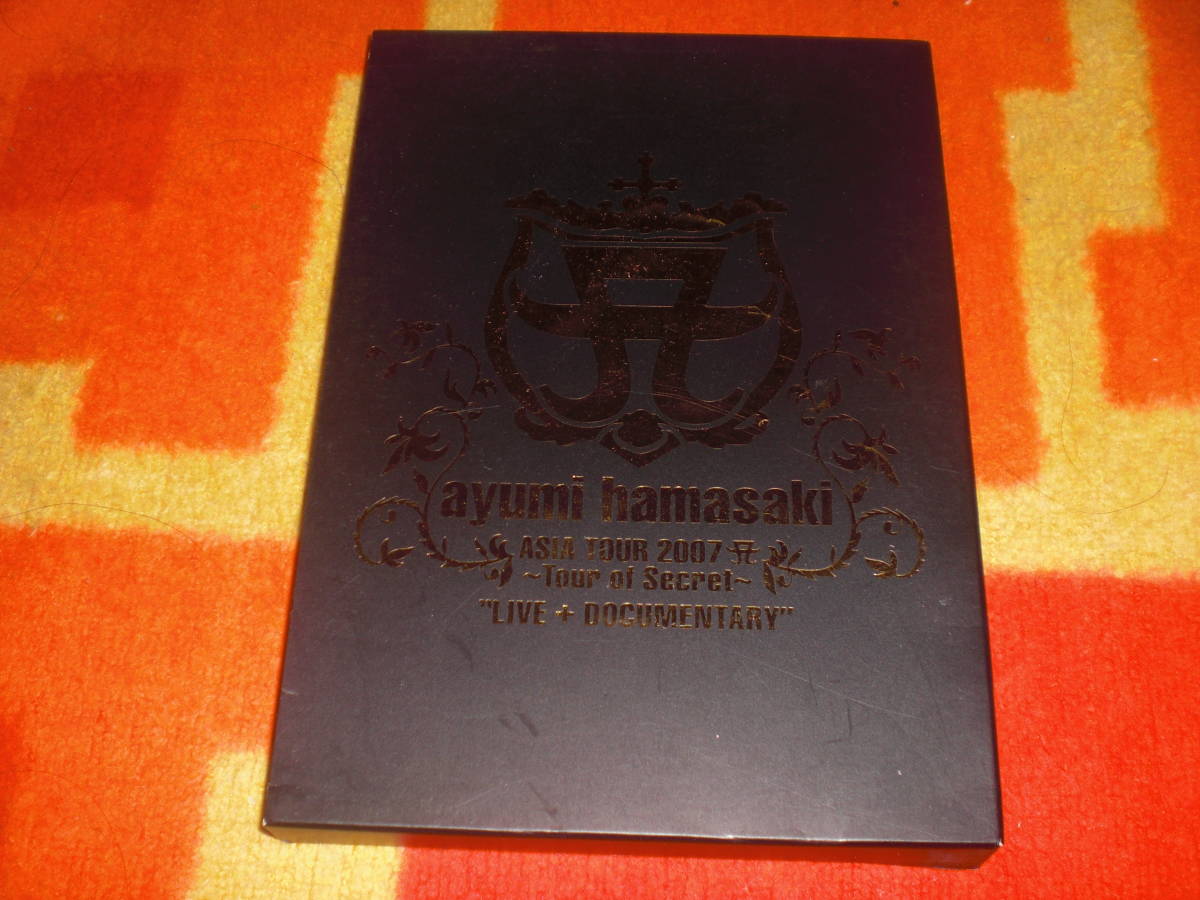 ayumi hamasaki
ASIA TOUR 2007 A
~Tour of Secret~
"LIVE + DOCUMENTARY"